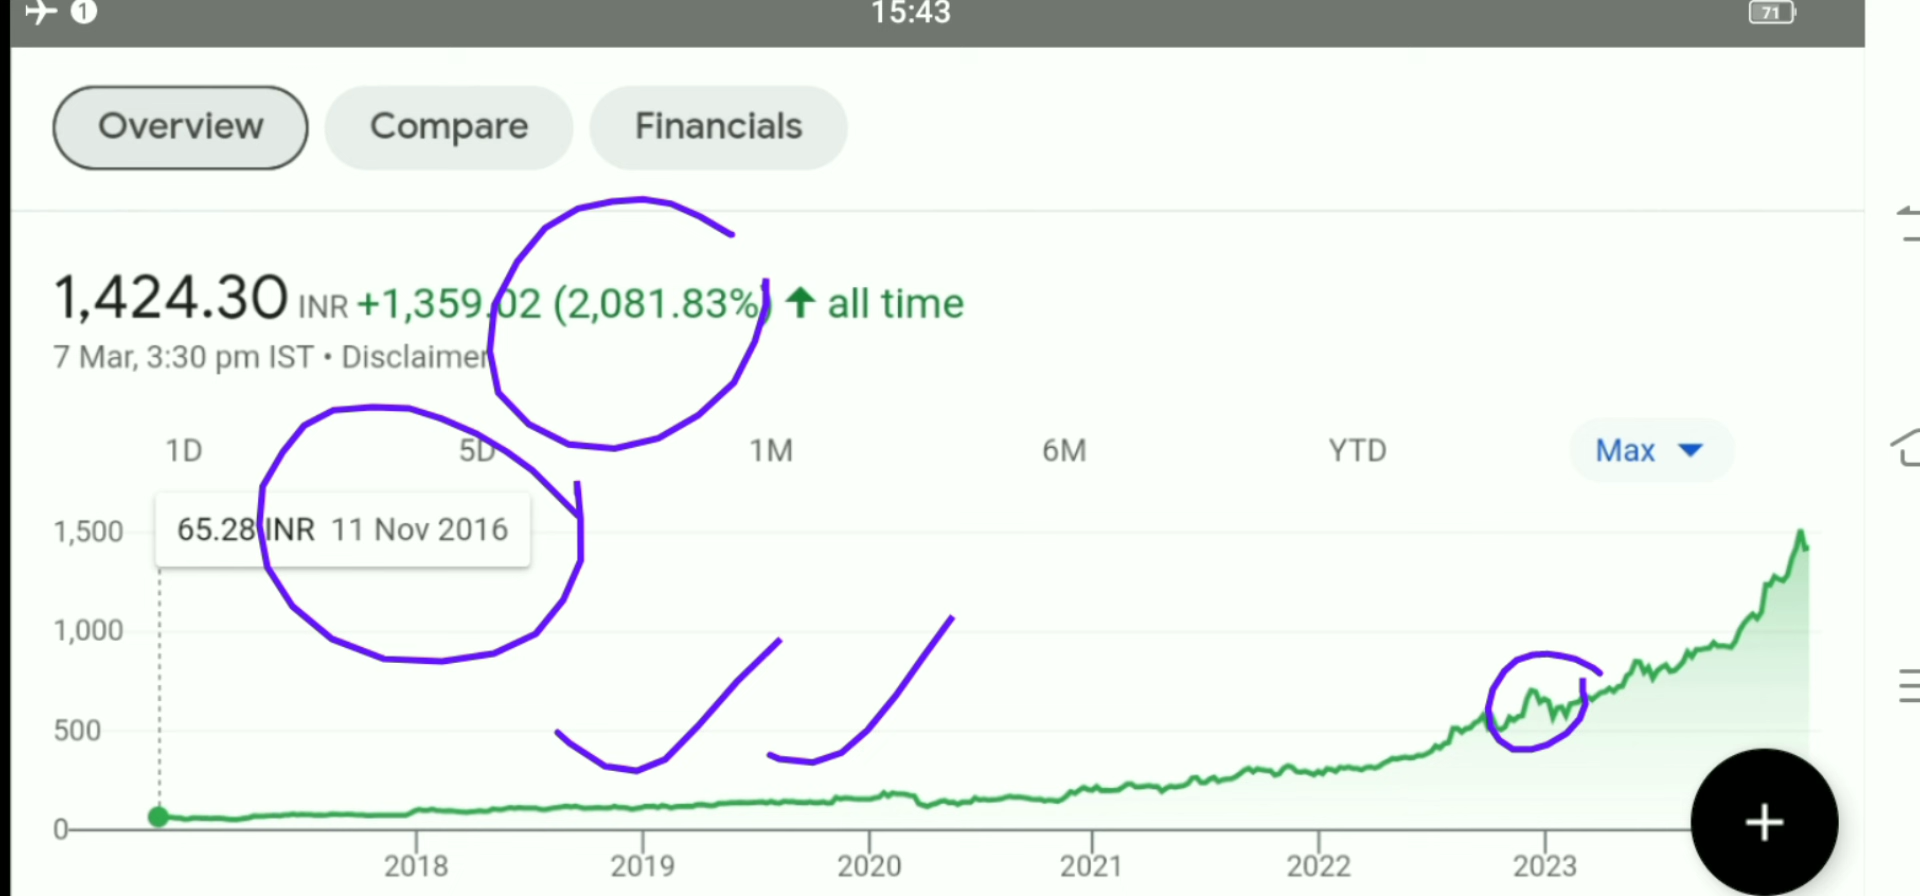 1
15:43
71
Overview Compare Financials
1,424.30 INR +1,359.02 (2,081.83%) ↑ all time
7 Mar, 3:30 pm IST • Disclaimer
1D 5D 1M 6M YTD Max
65.28 INR 11 Nov 2016
1,500
1,000
500
0
2018 2019 2020 2021 2022 2023
+